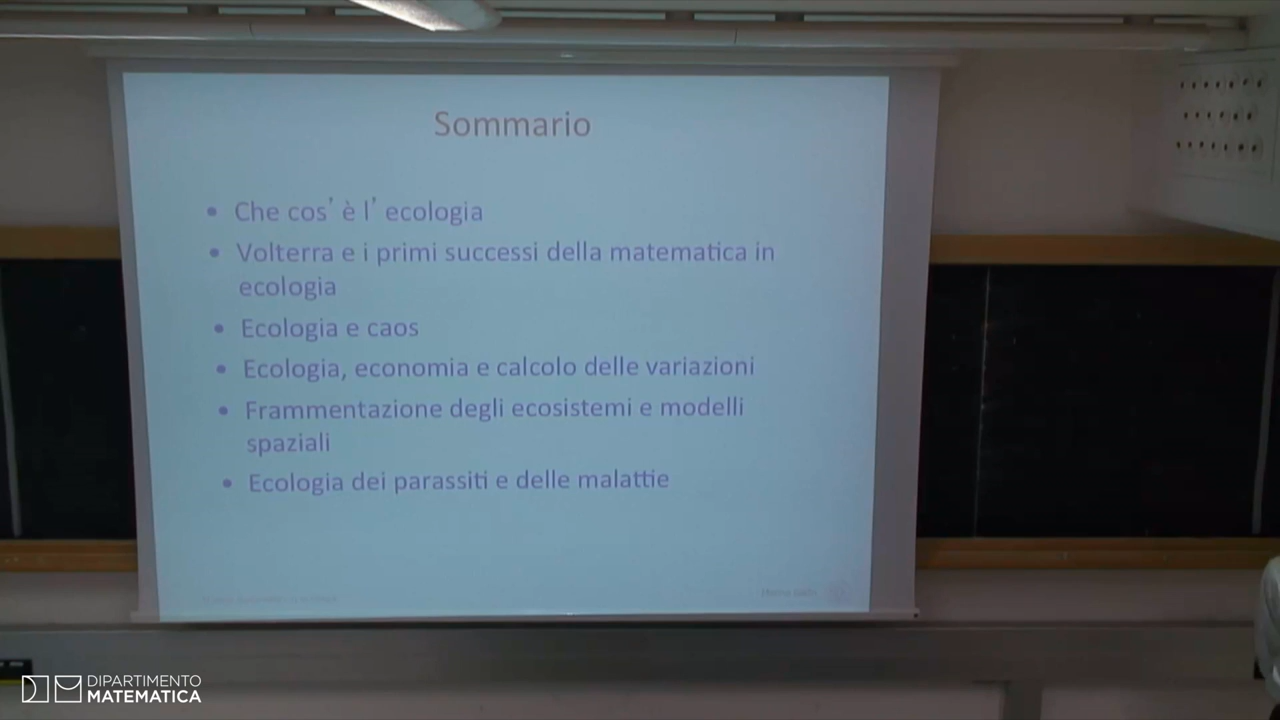 Sommario
• Che cos’ è l’ ecologia
• Volterra e i primi successi della matematica in
ecologia
• Ecologia e caos
• Ecologia, economia e calcolo delle variazioni
• Frammentazione degli ecosistemi e modelli
spaziali
• Ecologia dei parassiti e delle malattie
DIPARTIMENTO
MATEMATICA